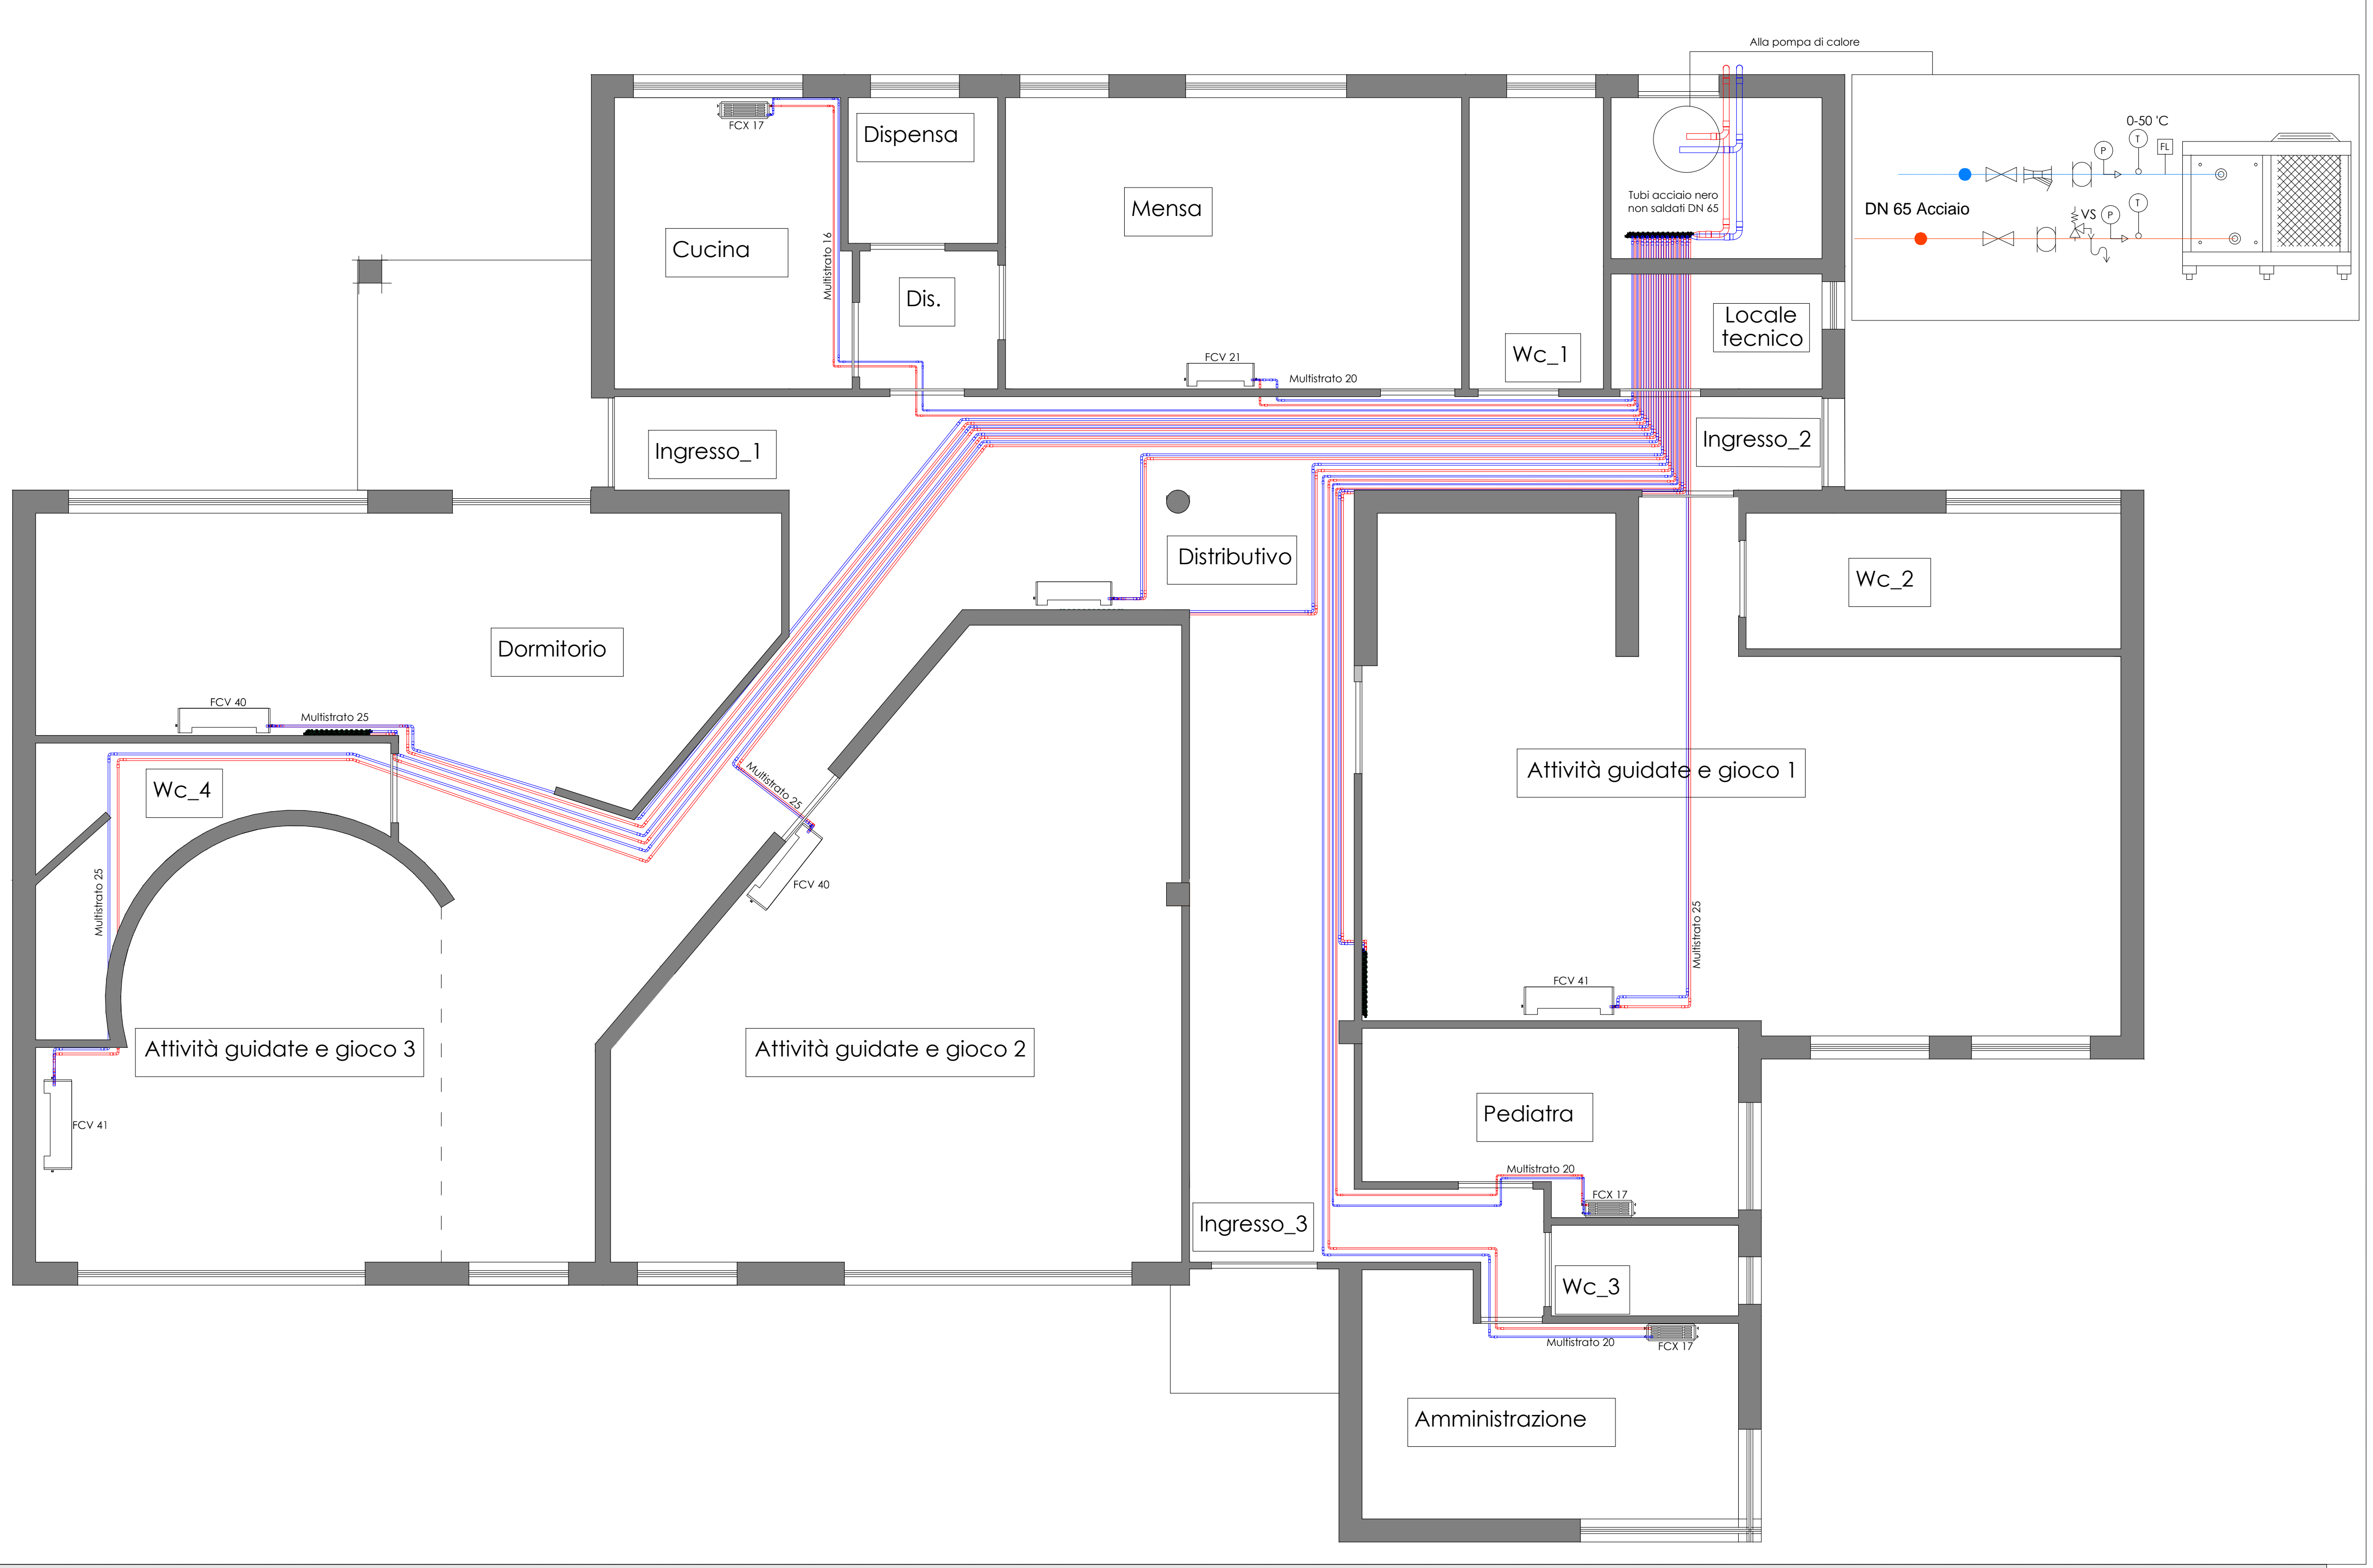 Alla pompa di calore
0-50 'C
T
FL
P
T
VS
P
DN 65 Acciaio
FCX 17
Dispensa
Mensa
Tubi acciaio nero
non saldati DN 65
Cucina
Multistrato 16
Dis.
Locale
tecnico
FCV 21
Multistrato 20
Wc_1
Ingresso_1
Ingresso_2
Distributivo
Wc_2
Dormitorio
FCV 40
Multistrato 25
Multistrato 25
Attività guidate e gioco 1
Wc_4
Multistrato 25
FCV 40
Multistrato 25
FCV 41
Attività guidate e gioco 3
Attività guidate e gioco 2
FCV 41
Pediatra
Multistrato 20
FCX 17
Ingresso_3
Wc_3
Multistrato 20
FCX 17
Amministrazione